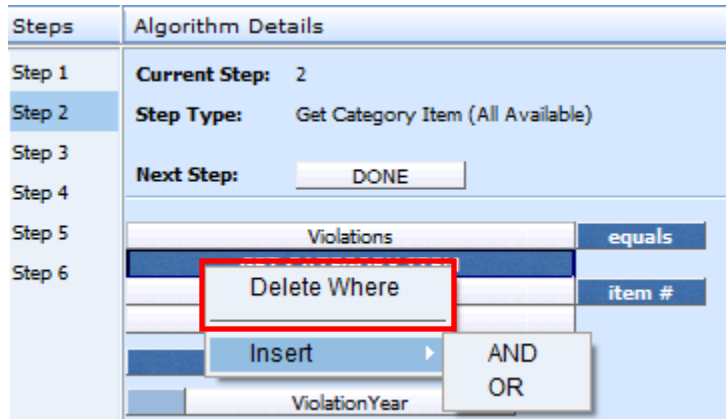 Steps
Algorithm Details
Step 1
Current Step: 2
Step 2
Step Type: Get Category Item (All Available)
Step 3
Next Step: DONE
Step 4
Step 5
Violations equals
Step 6
Delete Where
item #
Insert
AND
OR
ViolationYear